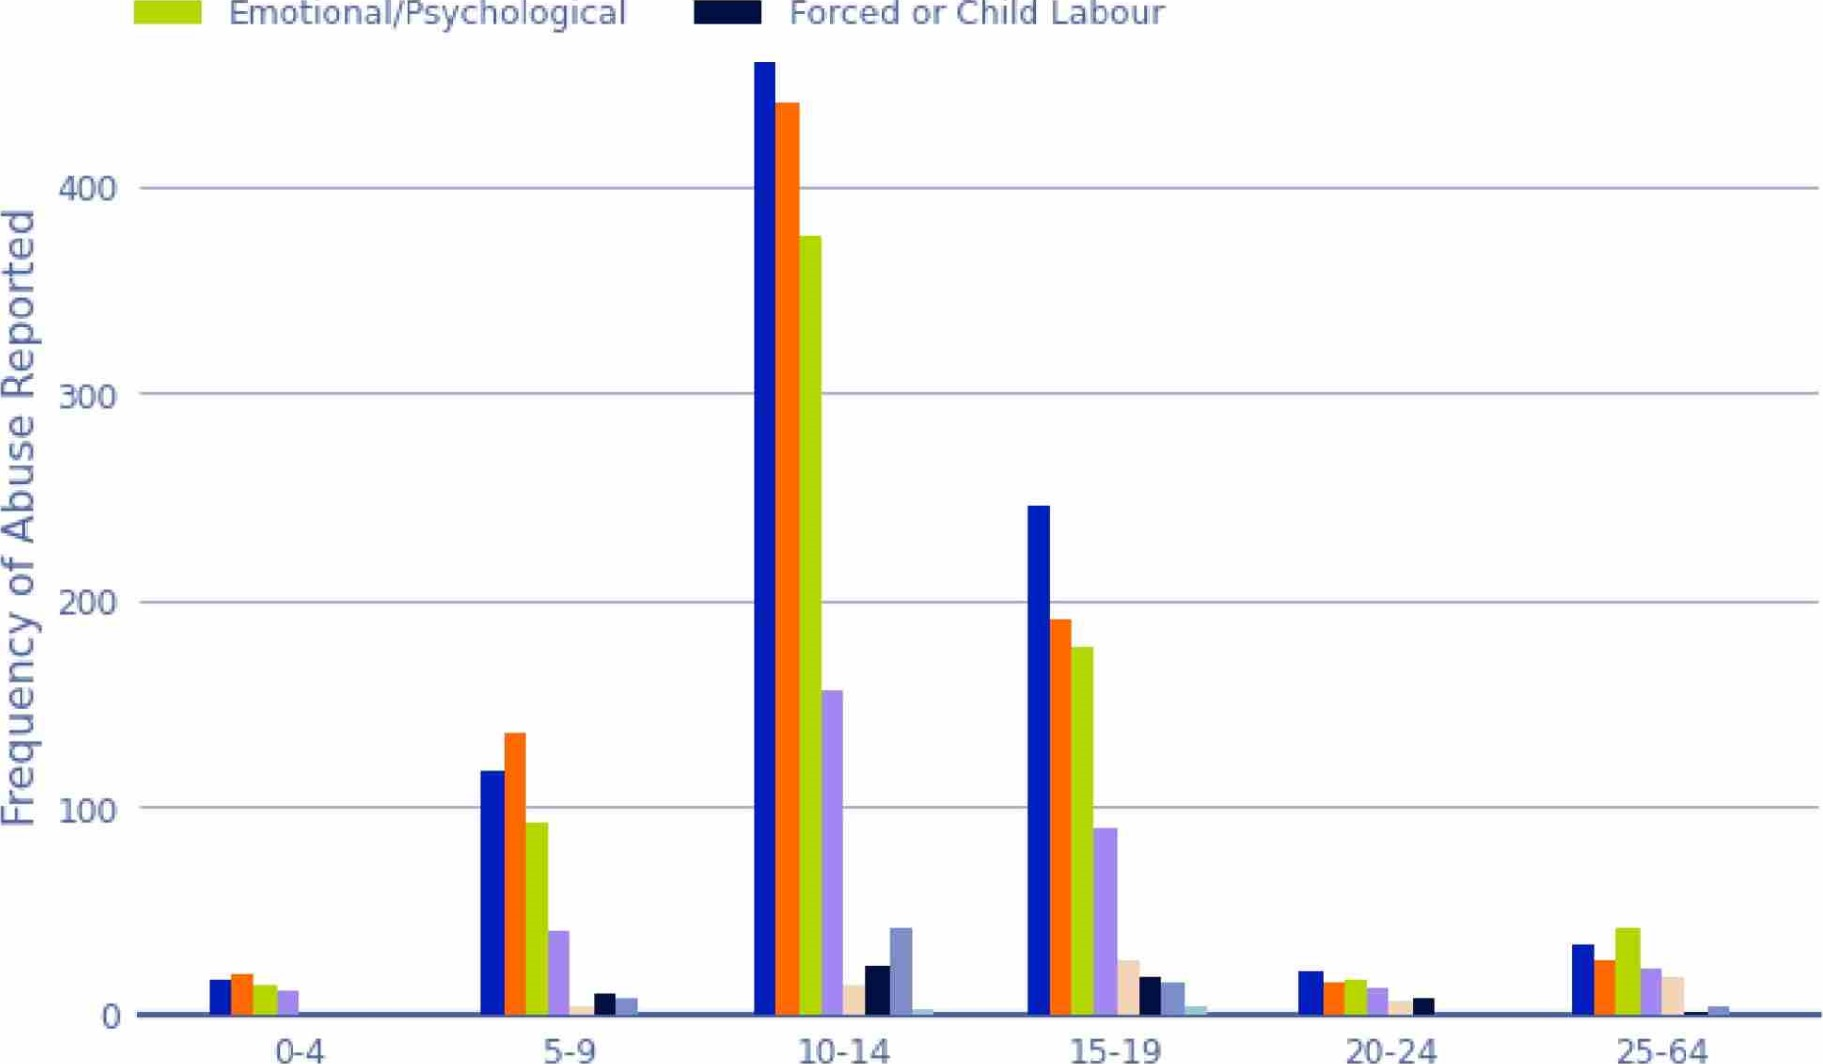 Emotional/Psychological Forced or Child Labour
Frequency of Abuse Reported
400
300
200
100
0
0-4 5-9 10-14 15-19 20-24 25-64